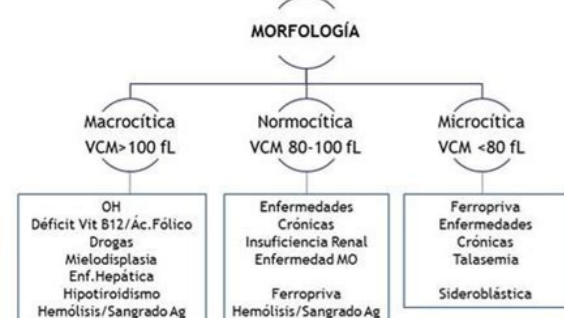 MORFOLOGÍA
Macrocítica
VCM>100 fL
Normocítica
VCM 80-100 fL
Microcítica
VCM <80 fL
OH
Déficit Vit B12/Ác.Fólico
Drogas
Mielodisplasia
Enf.Hepática
Hipotiroidismo
Hemólisis/Sangrado Ag
Enfermedades
Crónicas
Insuficiencia Renal
Enfermedad MO
Ferropriva
Hemólisis/Sangrado Ag
Ferropriva
Enfermedades
Crónicas
Talasemia
Sideroblástica